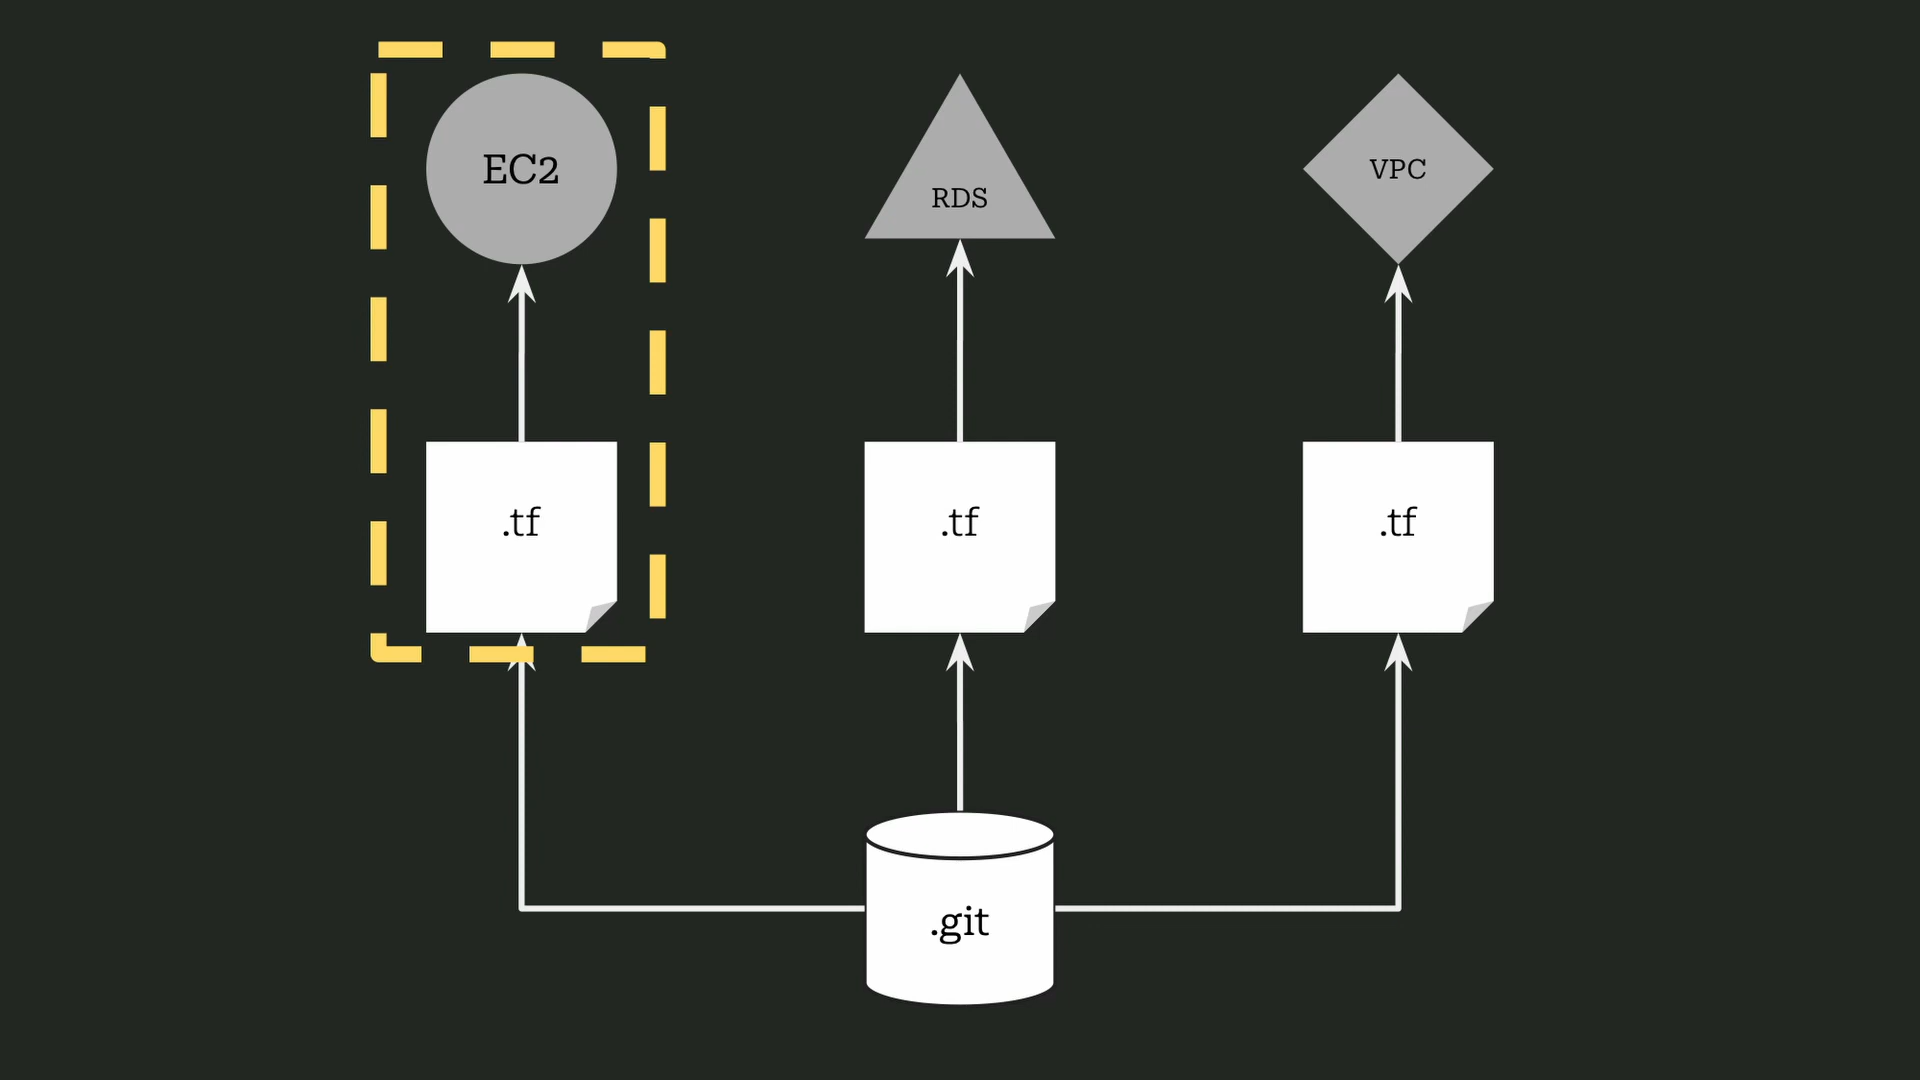 EC2
RDS
VPC
.tf
.tf
.tf
.git